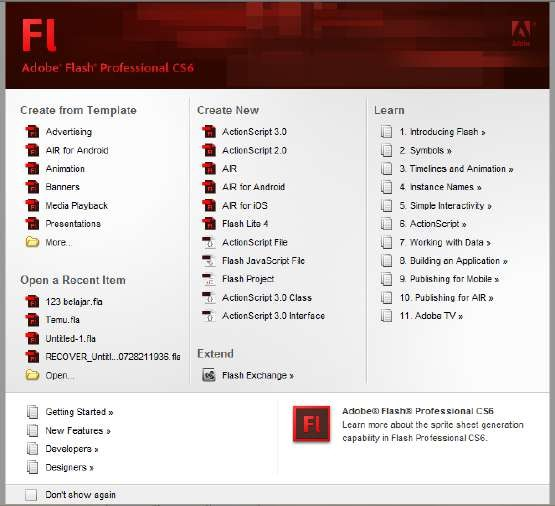 Fl
Adobe
Adobe® Flash® Professional CS6
Create from Template
Advertising
AIR for Android
Animation
Banners
Media Playback
Presentations
More...
Open a Recent Item
123 belajar.fla
Temu.fla
Untitled-1.fla
RECOVER_Untitl...0728211936.fla
Open...
Create New
ActionScript 3.0
ActionScript 2.0
AIR
AIR for Android
AIR for iOS
Flash Lite 4
ActionScript File
Flash JavaScript File
Flash Project
ActionScript 3.0 Class
ActionScript 3.0 Interface
Extend
Flash Exchange »
Learn
1. Introducing Flash »
2. Symbols »
3. Timelines and Animation »
4. Instance Names »
5. Simple Interactivity »
6. ActionScript »
7. Working with Data »
8. Building an Application »
9. Publishing for Mobile »
10. Publishing for AIR »
11. Adobe TV »
Getting Started »
New Features »
Developers »
Designers »
Fl
Adobe® Flash® Professional CS6
Learn more about the sprite sheet generation
capability in Flash Professional CS6.
Don't show again